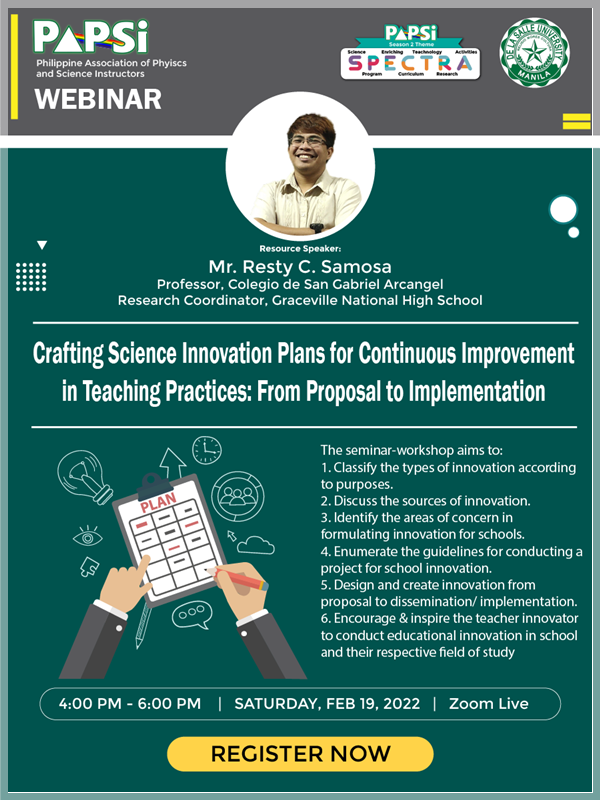 PAPSi
Philippine Association of Phyiscs
and Science Instructors
WEBINAR
PAPSi
Season 2 Theme
Science Enriching Technology Activities
SPECTRA
Program Curriculum Research
DE LA SALLE UNIVERSITY
MANILA
Resource Speaker:
Mr. Resty C. Samosa
Professor, Colegio de San Gabriel Arcangel
Research Coordinator, Graceville National High School
Crafting Science Innovation Plans for Continuous Improvement
in Teaching Practices: From Proposal to Implementation
PLAN
The seminar-workshop aims to:
1. Classify the types of innovation according
to purposes.
2. Discuss the sources of innovation.
3. Identify the areas of concern in
formulating innovation for schools.
4. Enumerate the guidelines for conducting a
project for school innovation.
5. Design and create innovation from
proposal to dissemination/ implementation.
6. Encourage & inspire the teacher innovator
to conduct educational innovation in school
and their respective field of study
4:00 PM - 6:00 PM | SATURDAY, FEB 19, 2022 | Zoom Live
REGISTER NOW